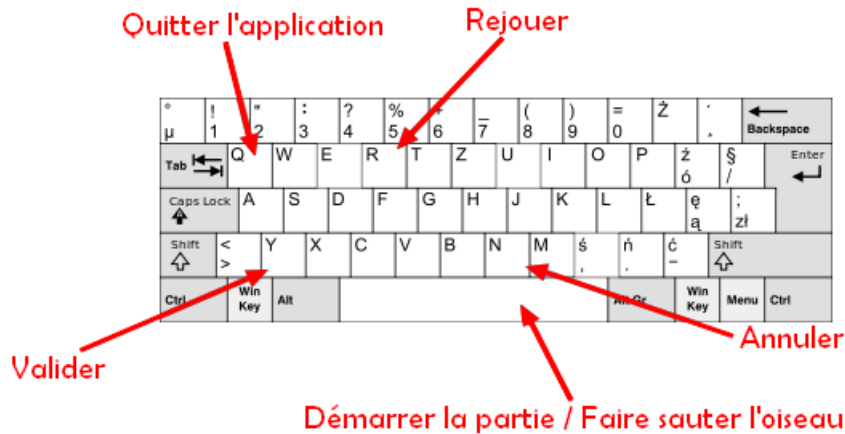 Quitter l'application Rejouer
° ! " : ? % + _ ( ) = Ż ·
µ 1 2 3 4 5 6 7 8 9 0 ¸ Backspace
Tab Q W E R T Z U I O P ż § Enter
ó /
Caps Lock A S D F G H J K L Ł ę ;
ą zł
Shift < Y X C V B N M ś ń ć Shift
> , . –
Ctrl Win Key Alt Alt Gr Win Key Menu Ctrl
Annuler
Valider
Démarrer la partie / Faire sauter l'oiseau